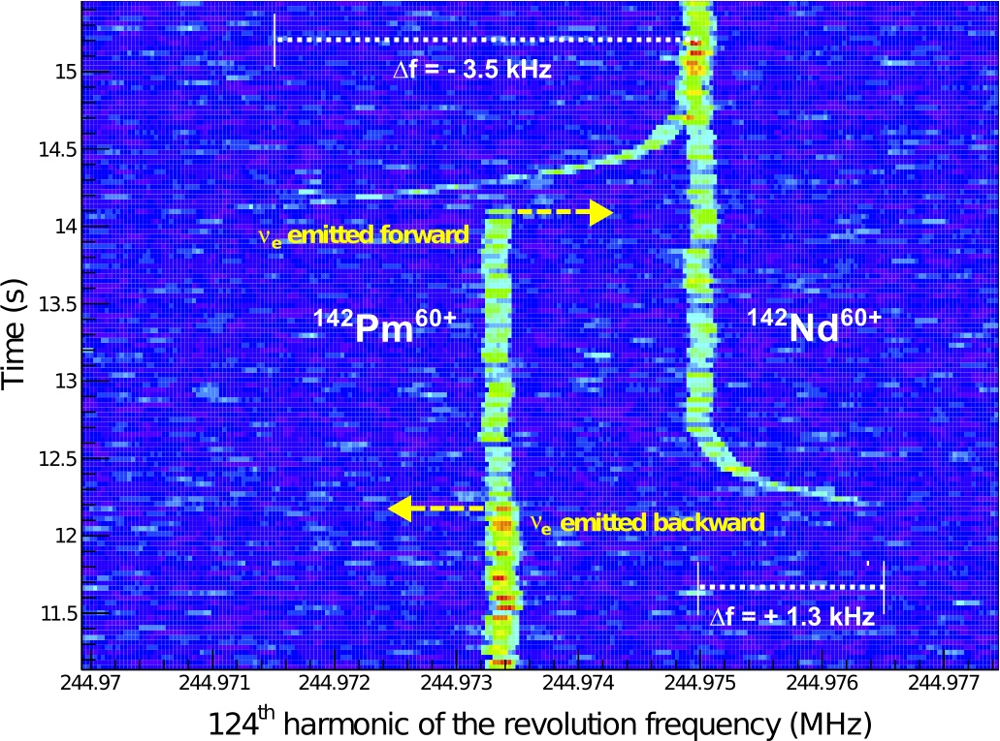 Δf = - 3.5 kHz
15
14.5
14
νe emitted forward
13.5
142Pm60+
142Nd60+
Time (s)
13
12.5
12
νe emitted backward
11.5
Δf = + 1.3 kHz
244.97 244.971 244.972 244.973 244.974 244.975 244.976 244.977
124th harmonic of the revolution frequency (MHz)